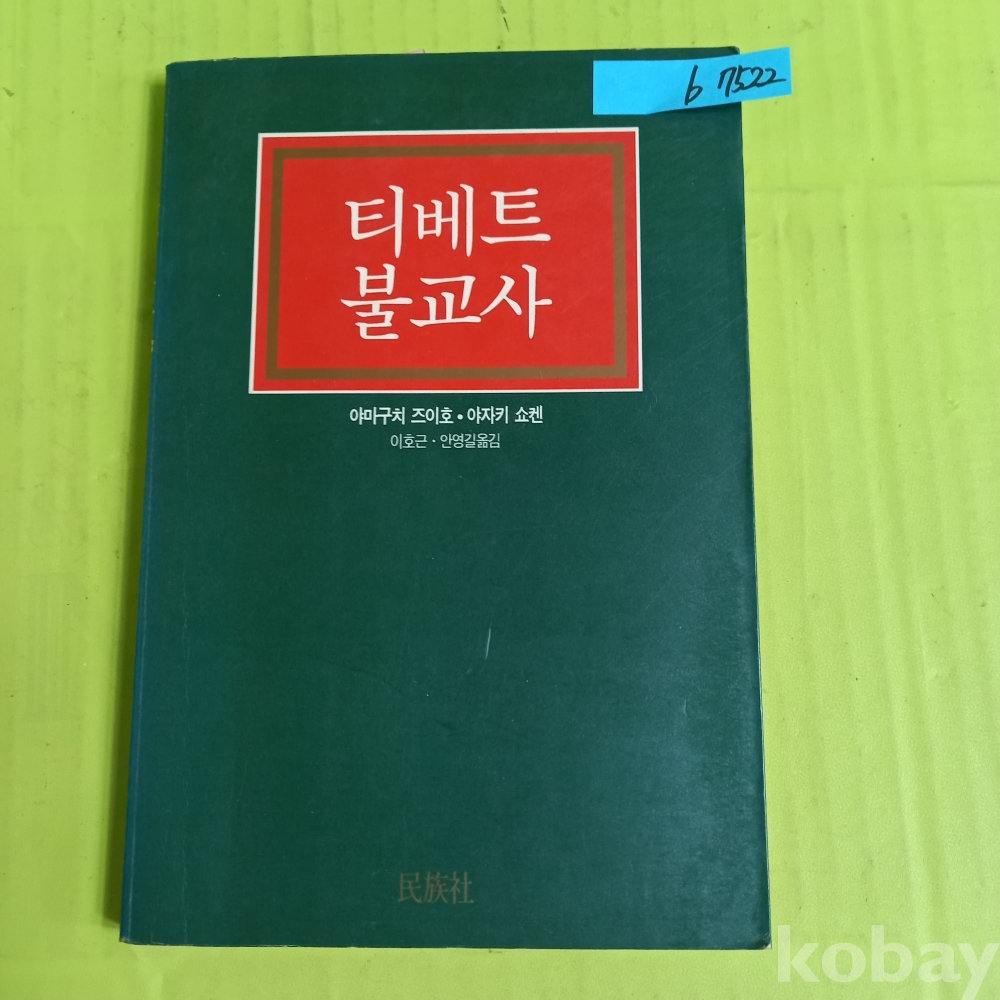 b 7522
티베트
불교사
야마구치 즈이호 • 야자키 쇼켄
이호근 · 안영길옮김
民族社
kobay